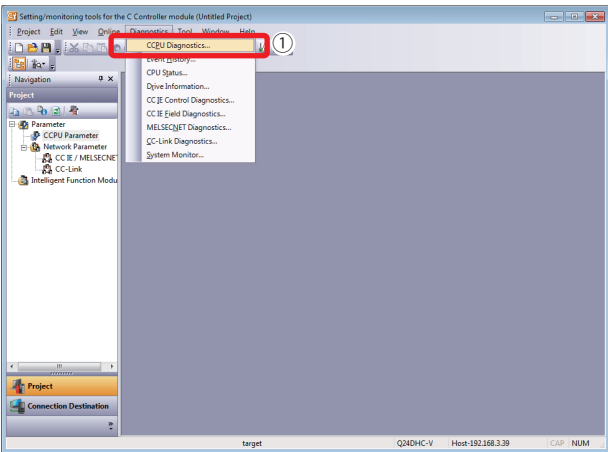 Setting/monitoring tools for the C Controller module (Untitled Project)
Project Edit View Online Diagnostics Tool Window Help
CCPU Diagnostics...
①
Event History...
CPU Status...
Drive Information...
CC IE Control Diagnostics...
CC IE Field Diagnostics...
MELSECNET Diagnostics...
CC-Link Diagnostics...
System Monitor...
Navigation
Project
Parameter
CCPU Parameter
Network Parameter
CC IE / MELSECNE
CC-Link
Intelligent Function Modu
Project
Connection Destination
target Q24DHC-V Host-192.168.3.39 CAP NUM